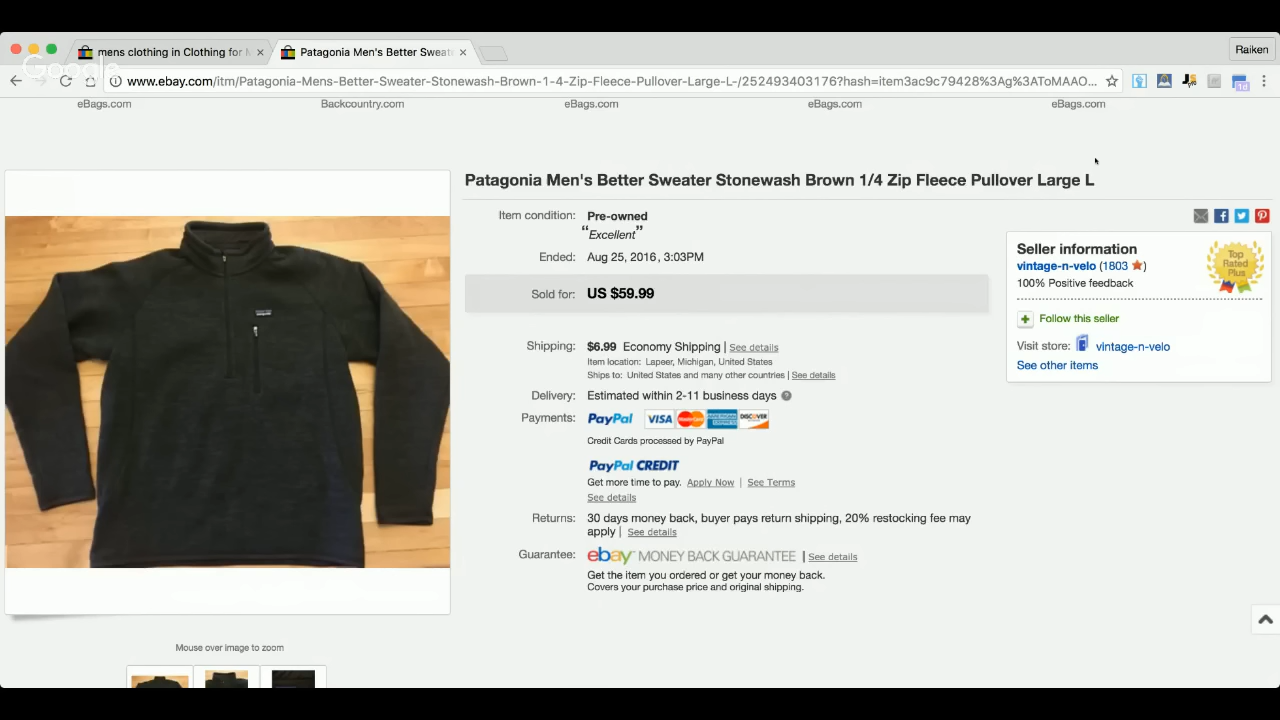 mens clothing in Clothing for M
Patagonia Men's Better Sweat
Raiken
Google
www.ebay.com/itm/Patagonia-Mens-Better-Sweater-Stonewash-Brown-1-4-Zip-Fleece-Pullover-Large-L-/252493403176?hash=item3ac9c79428%3Ag%3AToMAAO...
eBags.com Backcountry.com eBags.com eBags.com eBags.com
Patagonia Men's Better Sweater Stonewash Brown 1/4 Zip Fleece Pullover Large L
Item condition: Pre-owned
“Excellent”
Ended: Aug 25, 2016, 3:03PM
Sold for: US $59.99
Shipping: $6.99 Economy Shipping | See details
Item location: Lapeer, Michigan, United States
Ships to: United States and many other countries | See details
Delivery: Estimated within 2-11 business days ?
Payments: PayPal VISA MasterCard AMERICAN EXPRESS DISCOVER
Credit Cards processed by PayPal
PayPal CREDIT
Get more time to pay. Apply Now | See Terms
See details
Returns: 30 days money back, buyer pays return shipping, 20% restocking fee may
apply | See details
Guarantee: ebay MONEY BACK GUARANTEE | See details
Get the item you ordered or get your money back.
Covers your purchase price and original shipping.
Seller information
vintage-n-velo (1803 )
100% Positive feedback
Top
Rated
Plus
+ Follow this seller
Visit store: vintage-n-velo
See other items
Mouse over image to zoom